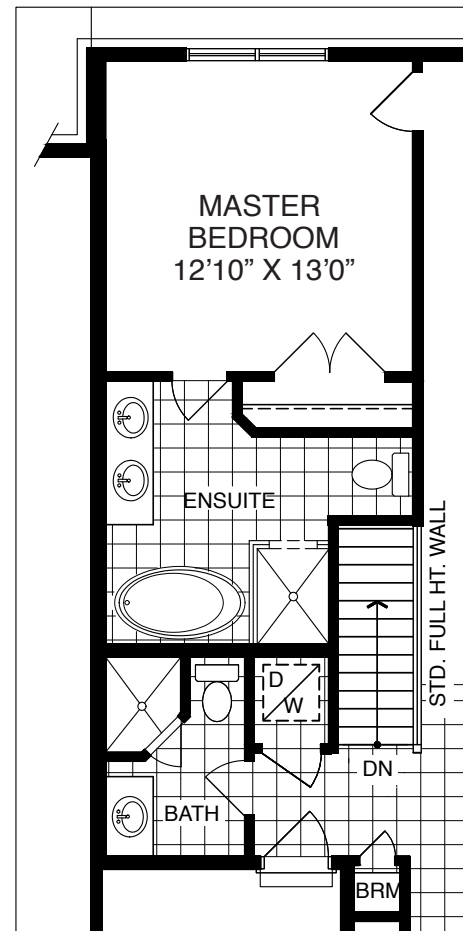 MASTER
BEDROOM
12’10” X 13’0”
ENSUITE
STD. FULL HT. WALL
D
W
DN
BATH
BRM